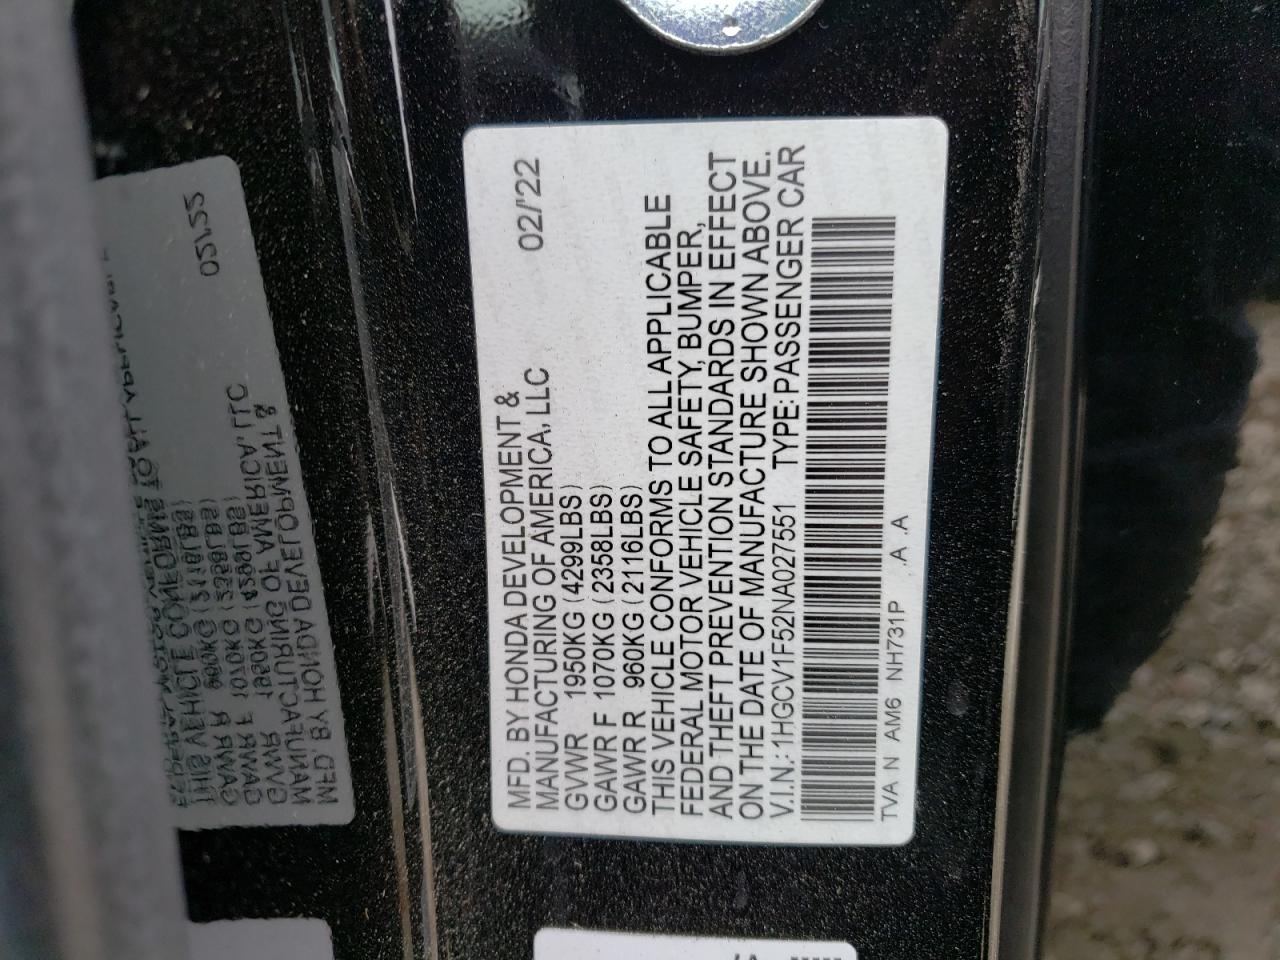 MFD. BY HONDA DEVELOPMENT & 02/'22
MANUFACTURING OF AMERICA, LLC
GVWR 1950KG (4299LBS)
GAWR F 1070KG (2358LBS)
GAWR R 960KG (2116LBS)
THIS VEHICLE CONFORMS TO ALL APPLICABLE
FEDERAL MOTOR VEHICLE SAFETY, BUMPER,
AND THEFT PREVENTION STANDARDS IN EFFECT
ON THE DATE OF MANUFACTURE SHOWN ABOVE.
V.I.N.: 1HGCV1F52NA027551 TYPE: PASSENGER CAR
TVA N AM6 NH731P .A .A